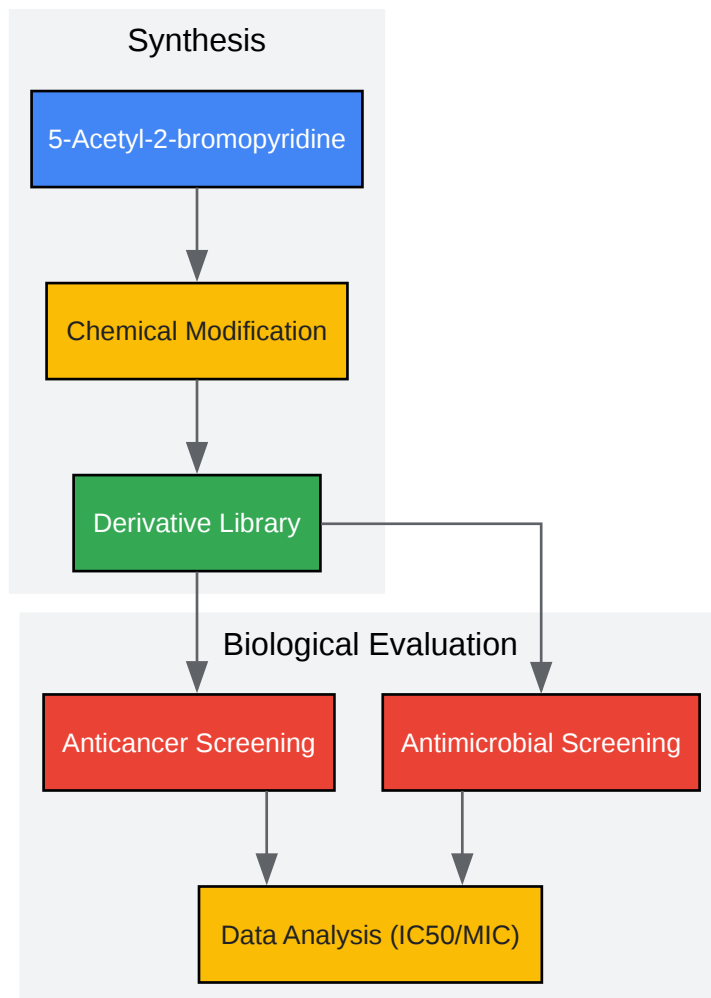 Synthesis
5-Acetyl-2-bromopyridine
Chemical Modification
Derivative Library
Biological Evaluation
Anticancer Screening
Antimicrobial Screening
Data Analysis (IC50/MIC)